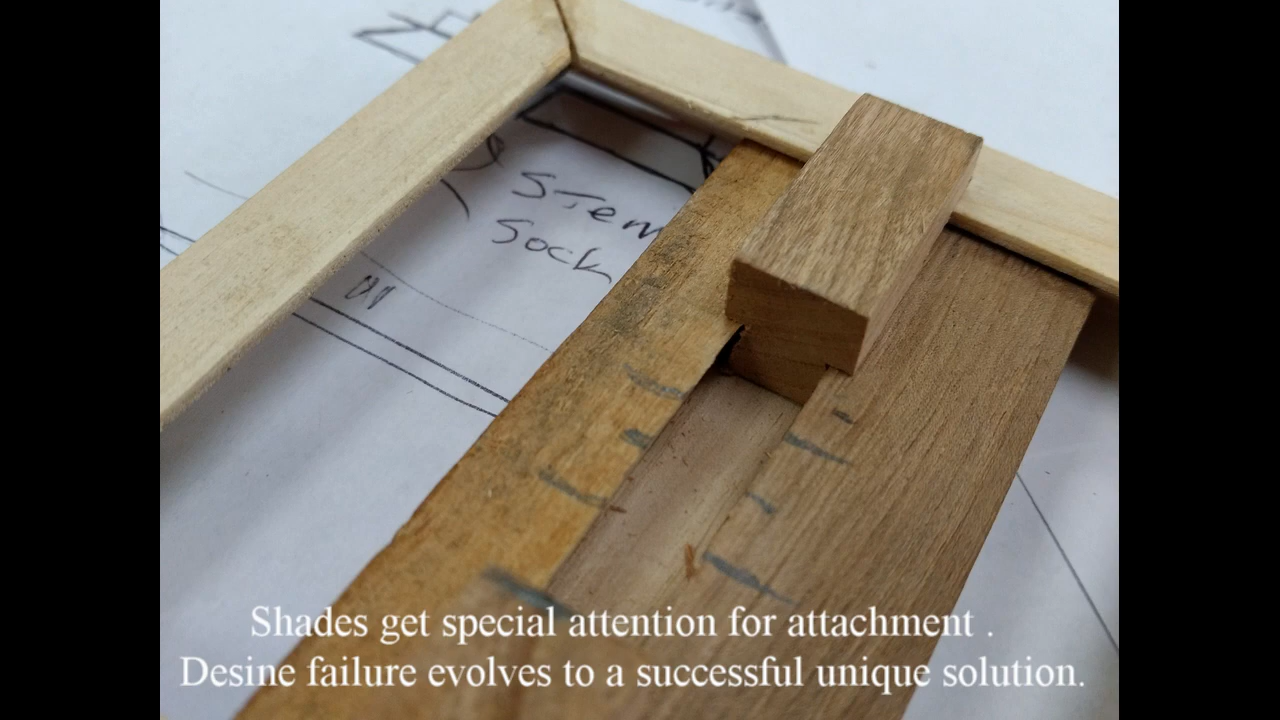 STem
Sock
Shades get special attention for attachment .
Desine failure evolves to a successful unique solution.